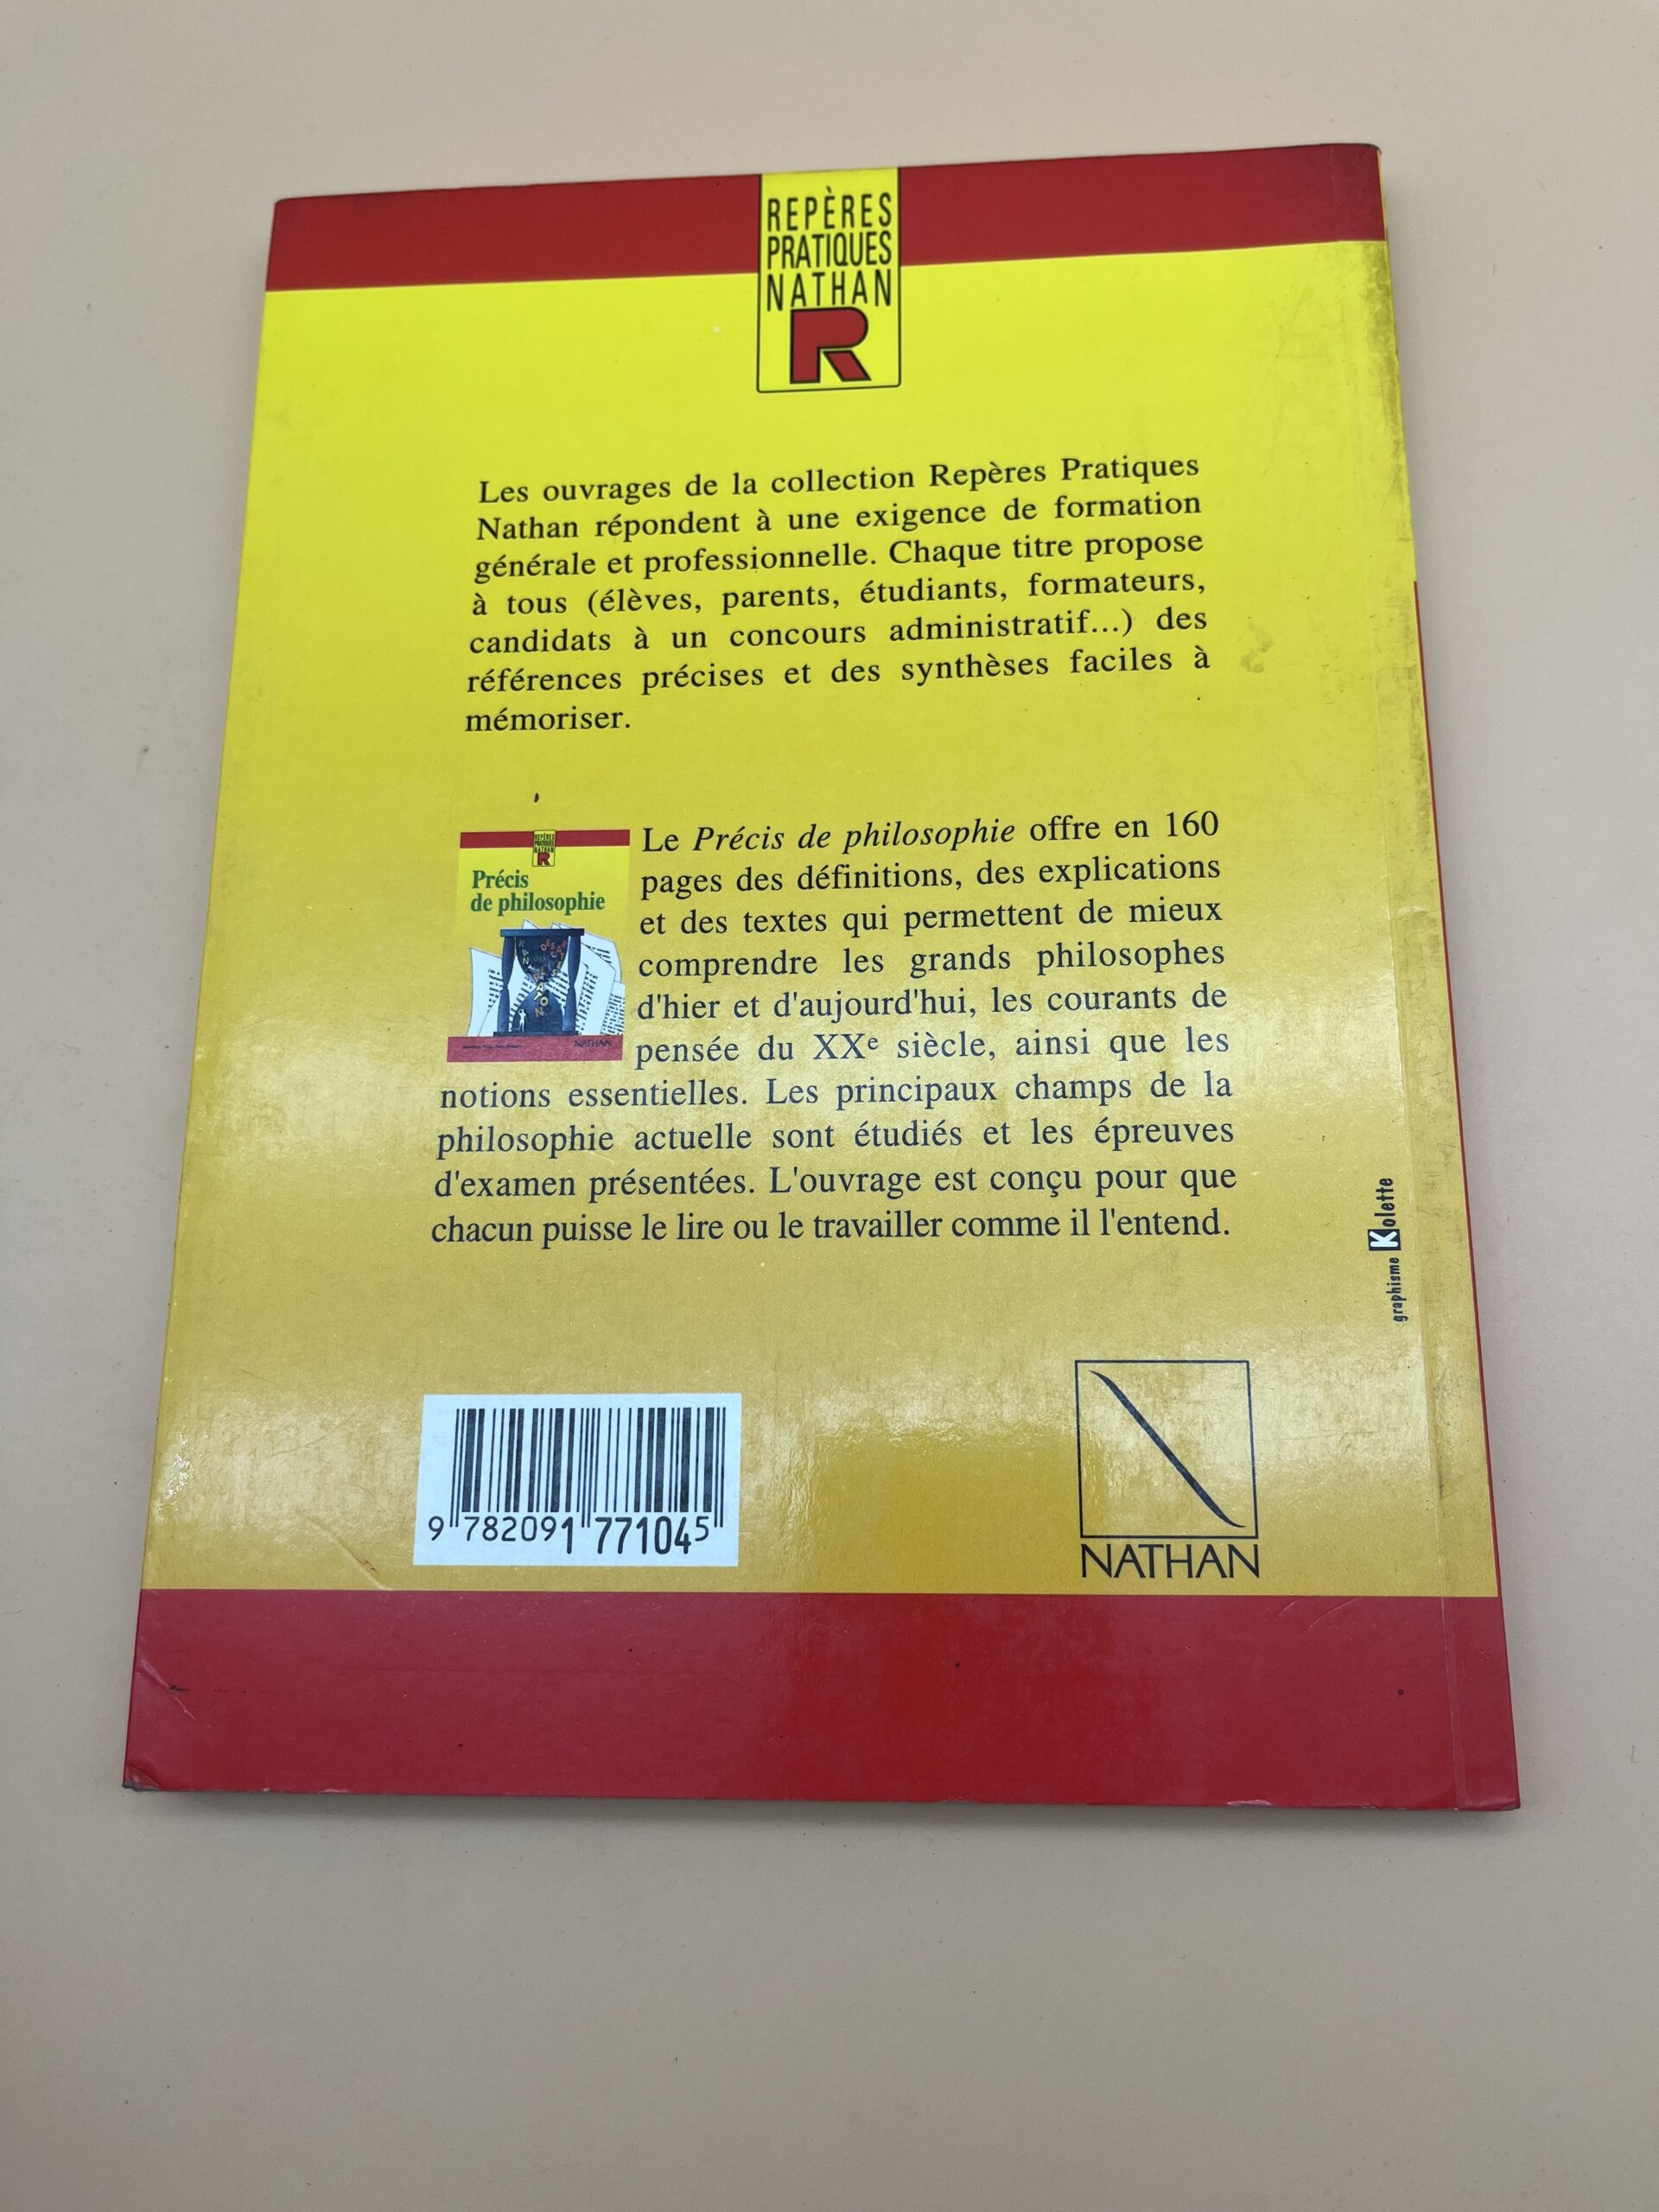 REPÈRES
PRATIQUES
NATHAN
R
Les ouvrages de la collection Repères Pratiques
Nathan répondent à une exigence de formation
générale et professionnelle. Chaque titre propose
à tous (élèves, parents, étudiants, formateurs,
candidats à un concours administratif...) des
références précises et des synthèses faciles à
mémoriser.
REPÈRES
PRATIQUES
NATHAN
R
Précis
de philosophie
NATHAN
Le Précis de philosophie offre en 160
pages des définitions, des explications
et des textes qui permettent de mieux
comprendre les grands philosophes
d'hier et d'aujourd'hui, les courants de
pensée du XXe siècle, ainsi que les
notions essentielles. Les principaux champs de la
philosophie actuelle sont étudiés et les épreuves
d'examen présentées. L'ouvrage est conçu pour que
chacun puisse le lire ou le travailler comme il l'entend.
graphisme Kolette
9 782091 771045
NATHAN